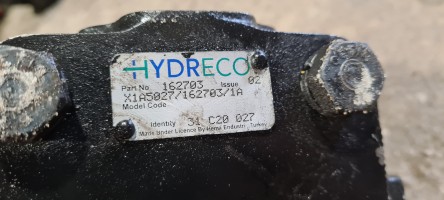 HYDRECO
Part No 162703 Issue 02
X1A5027/162703/1A
Model Code
Identity 31 C20 027
Made Under Licence By Hema Endustri Turkey